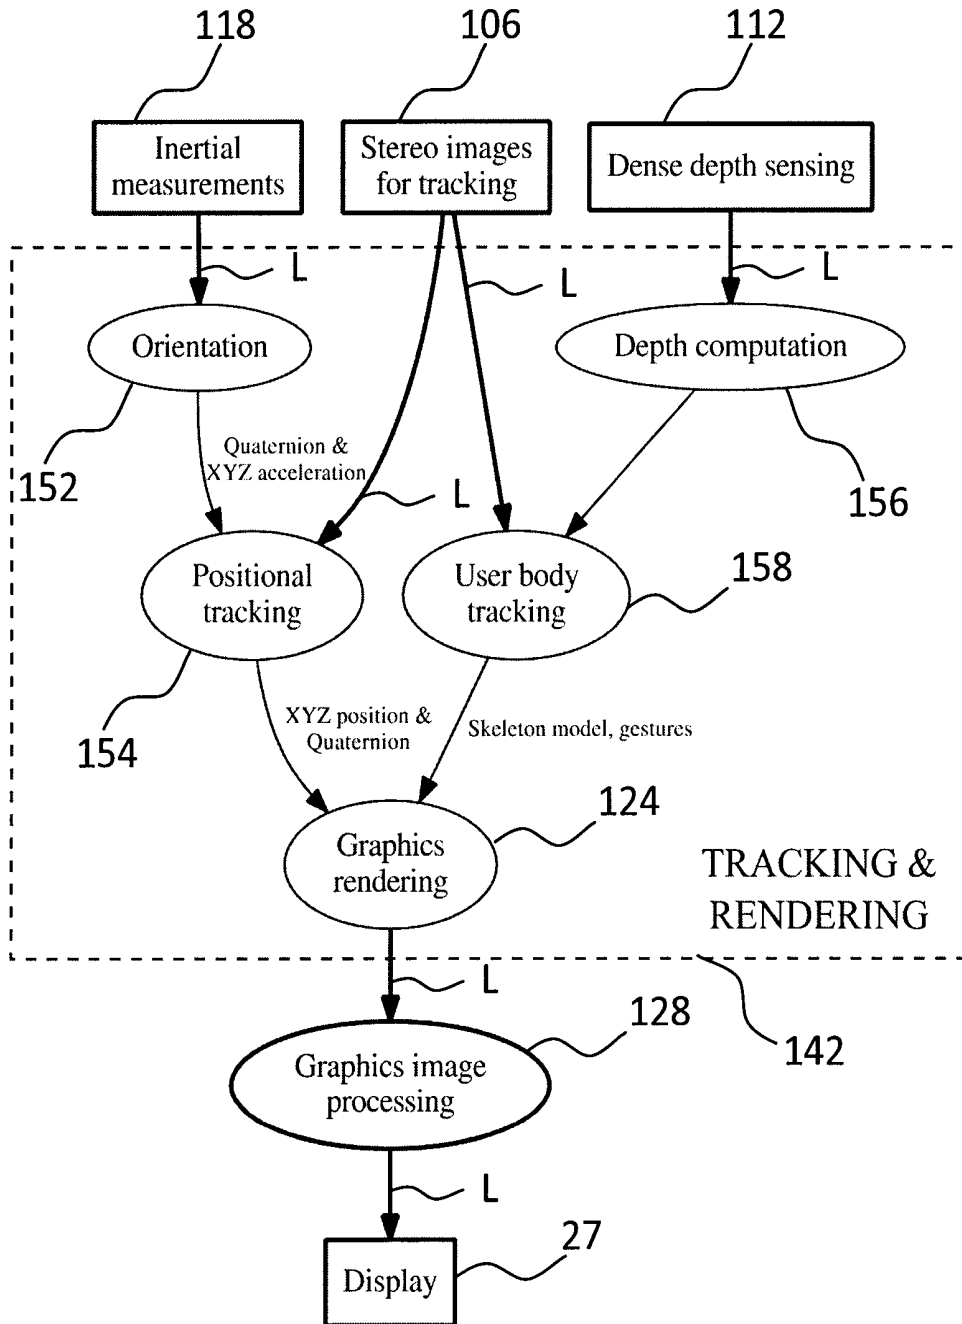 118
106
112
Inertial
measurements
Stereo images
for tracking
Dense depth sensing
L
L
L
Orientation
Depth computation
Quaternion &
XYZ acceleration
152
L
156
Positional
tracking
User body
tracking
158
154
XYZ position &
Quaternion
Skeleton model, gestures
124
Graphics
rendering
TRACKING &
RENDERING
L
128
142
Graphics image
processing
L
27
Display